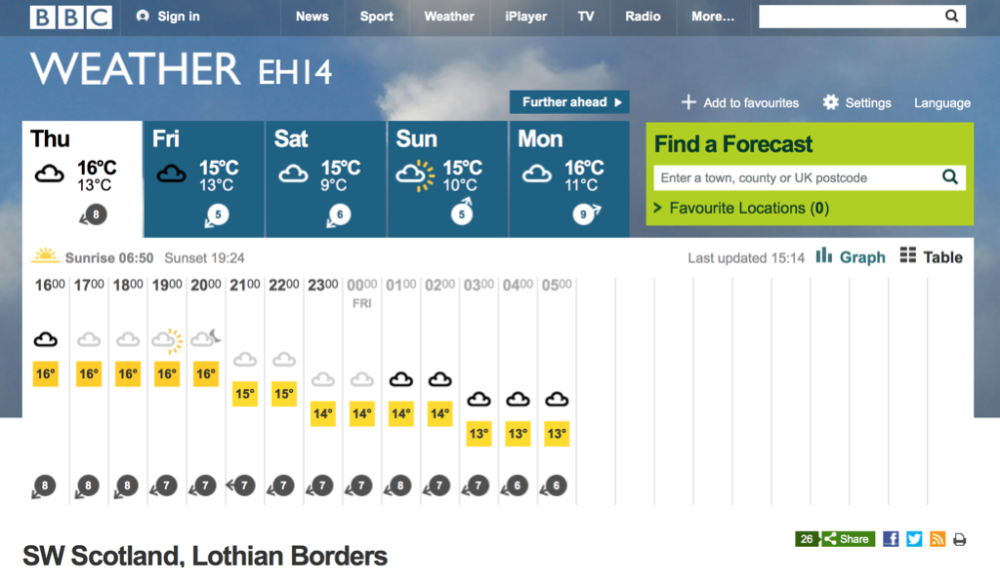 BBC Sign in News Sport Weather iPlayer TV Radio More...
WEATHER EH14
Further ahead
Add to favourites Settings Language
Thu Fri Sat Sun Mon
16°C 15°C 15°C 15°C 16°C
13°C 13°C 9°C 10°C 11°C
8 5 6 5 9
Find a Forecast
Enter a town, county or UK postcode
Favourite Locations (0)
Sunrise 06:50 Sunset 19:24 Last updated 15:14 Graph Table
1600 1700 1800 1900 2000 2100 2200 2300 0000 0100 0200 0300 0400 0500
FRI
16° 16° 16° 16° 16° 15° 15° 14° 14° 14° 14° 13° 13° 13°
8 8 8 7 7 7 7 7 7 8 7 7 6 6
26 Share f
SW Scotland, Lothian Borders